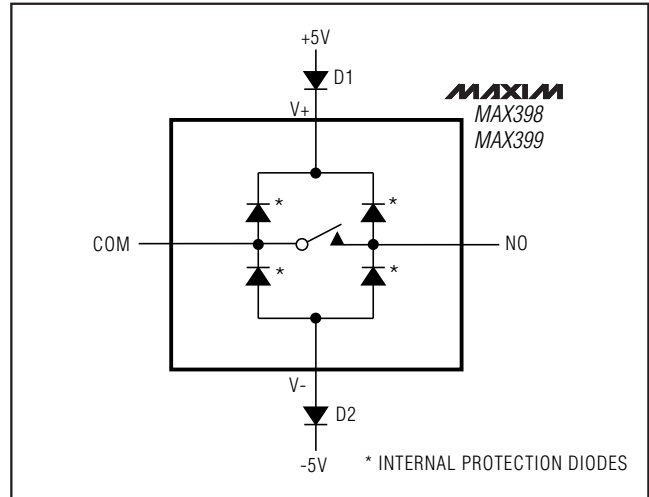 +5V
D1
V+
MAXIM
MAX398
MAX399
*
*
COM
NO
*
*
V-
D2
-5V
* INTERNAL PROTECTION DIODES